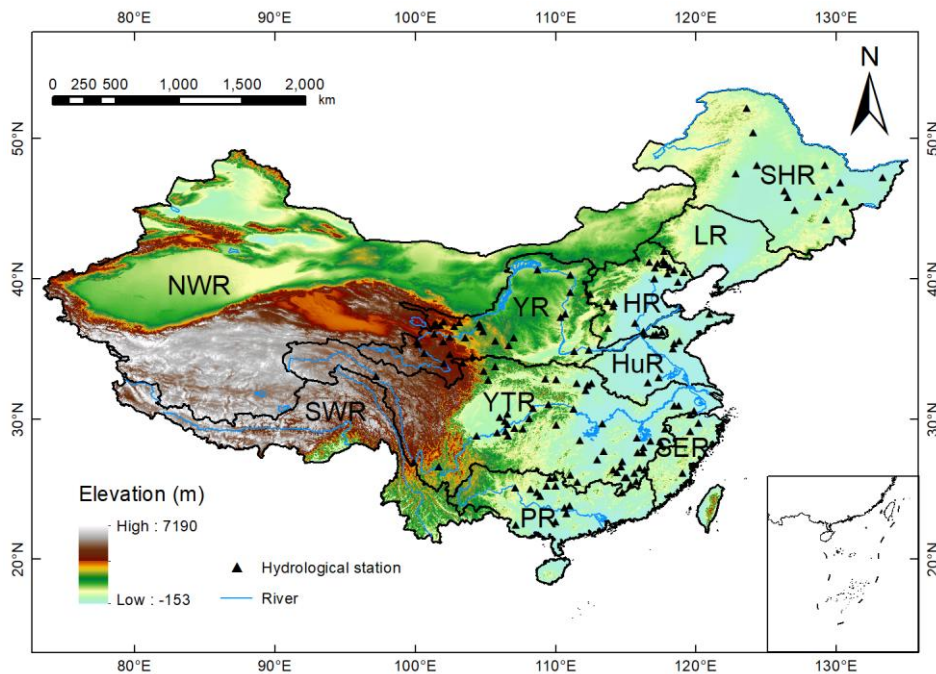 80°E 90°E 100°E 110°E 120°E 130°E
0 250 500 1,000 1,500 2,000
km
N
50°N 50°N
SHR
LR
40°N 40°N
NWR
YR
HR
HuR
SWR
YTR
30°N 30°N
SER
PR
Elevation (m)
High : 7190
Low : -153
Hydrological station
River
20°N 20°N
80°E 90°E 100°E 110°E 120°E 130°E